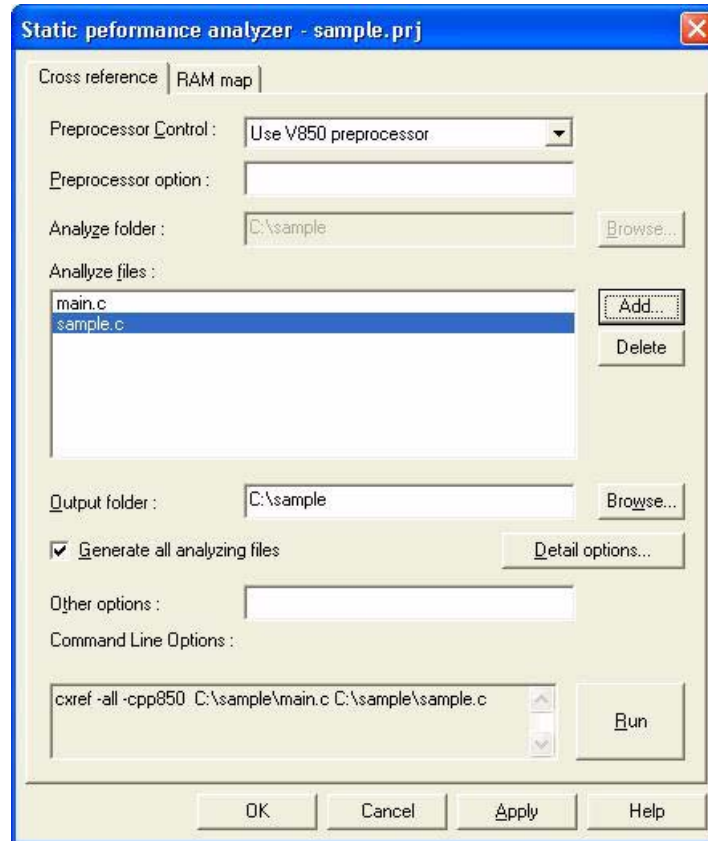 Static peformance analyzer - sample.prj
Cross reference
RAM map
Preprocessor Control :
Use V850 preprocessor
Preprocessor option :
Analyze folder :
C:\sample
Browse...
Anallyze files :
main.c
sample.c
Add...
Delete
Output folder :
C:\sample
Browse...
Generate all analyzing files
Detail options...
Other options :
Command Line Options :
cxref -all -cpp850 C:\sample\main.c C:\sample\sample.c
Run
OK
Cancel
Apply
Help